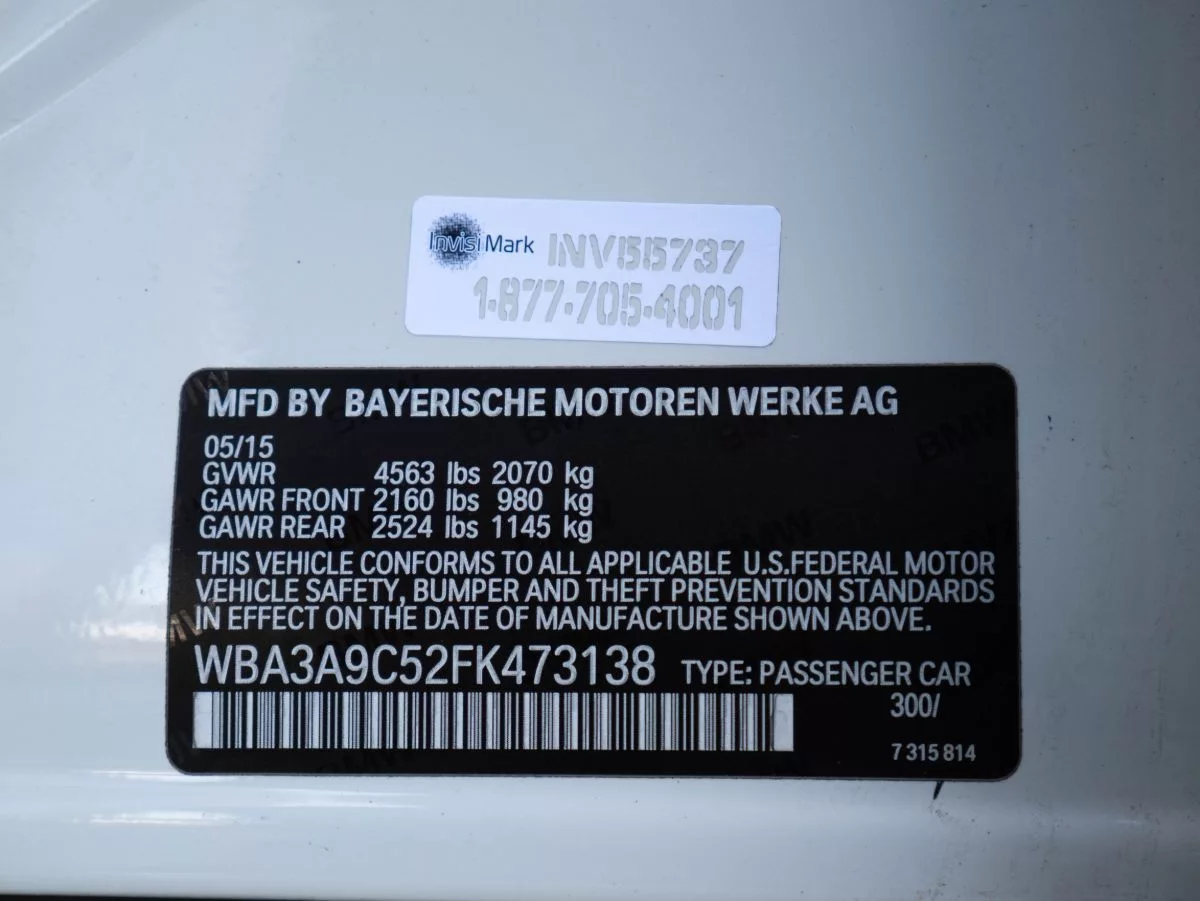 InvisiMark INV55737
1-877-705-4001
MFD BY BAYERISCHE MOTOREN WERKE AG
05/15
GVWR 4563 lbs 2070 kg
GAWR FRONT 2160 lbs 980 kg
GAWR REAR 2524 lbs 1145 kg
THIS VEHICLE CONFORMS TO ALL APPLICABLE U.S.FEDERAL MOTOR
VEHICLE SAFETY, BUMPER AND THEFT PREVENTION STANDARDS
IN EFFECT ON THE DATE OF MANUFACTURE SHOWN ABOVE.
WBA3A9C52FK473138 TYPE: PASSENGER CAR
300/
7 315 814